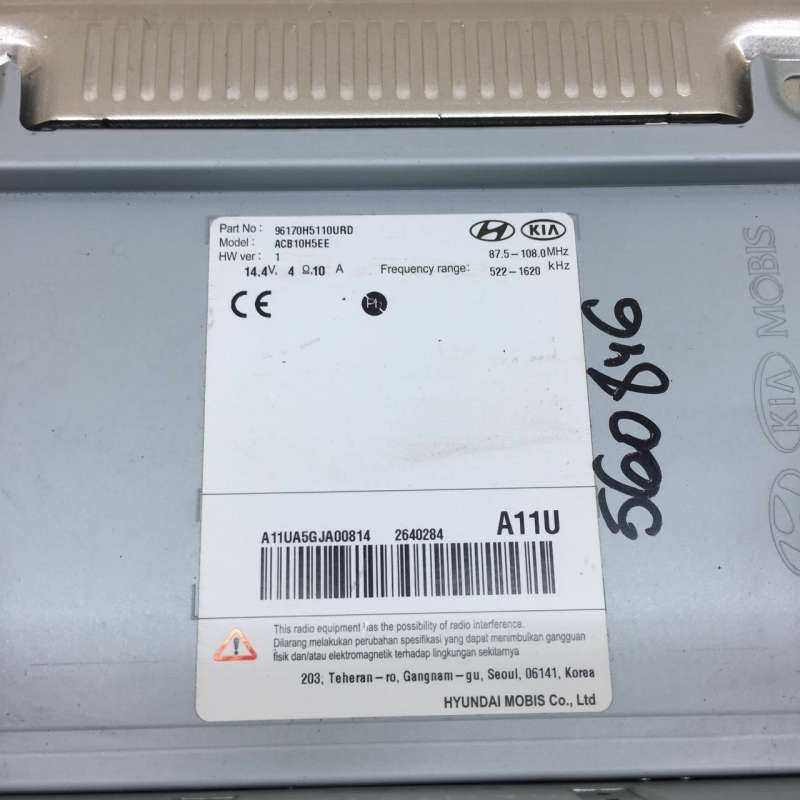 Part No : 96170H5110URD
Model : ACB10H5EE
HW ver : 1
14.4V, 4 Ω.10 A
KIA
87.5-108.0MHz
Frequency range: 522-1620 kHz
CE
A11UA5GJA00814 2640284 A11U
This radio equipment has the possibility of radio interference.
Dilarang melakukan perubahan spesifikasi yang dapat menimbulkan gangguan
fisik dan/atau elektromagnetik terhadap lingkungan sekitarnya
203, Teheran-ro, Gangnam-gu, Seoul, 06141, Korea
HYUNDAI MOBIS Co., Ltd
560846
KIA MOBIS